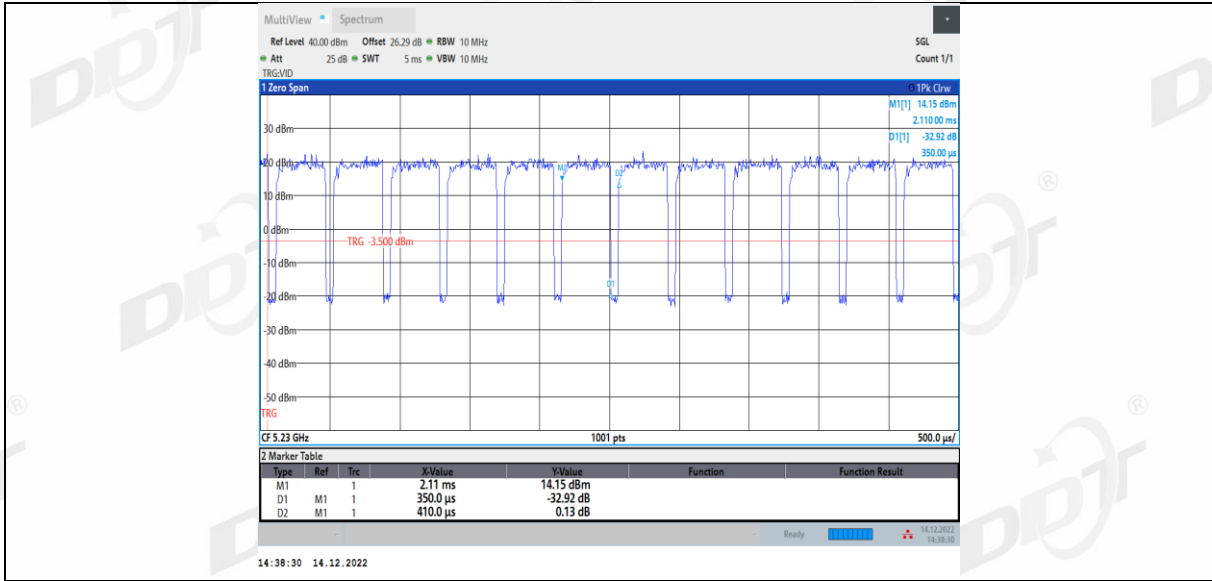 MultiView Spectrum
Ref Level 40.00 dBm Offset 26.29 dB RBW 10 MHz SGL
Att 25 dB SWT 5 ms VBW 10 MHz Count 1/1
TRG:VID
1 Zero Span 1Pk Clrw
M1[1] 14.15 dBm
2.110 00 ms
D1[1] -32.92 dB
350.00 µs
30 dBm
20 dBm
M1
D2
10 dBm
0 dBm
TRG -3.500 dBm
-10 dBm
D1
-20 dBm
-30 dBm
-40 dBm
-50 dBm
TRG
CF 5.23 GHz 1001 pts 500.0 µs/
2 Marker Table
Type Ref Trc X-Value Y-Value Function Function Result
M1 1 2.11 ms 14.15 dBm
D1 M1 1 350.0 µs -32.92 dB
D2 M1 1 410.0 µs 0.13 dB
Ready 14.12.2022
14:38:30
14:38:30 14.12.2022
DDT
®